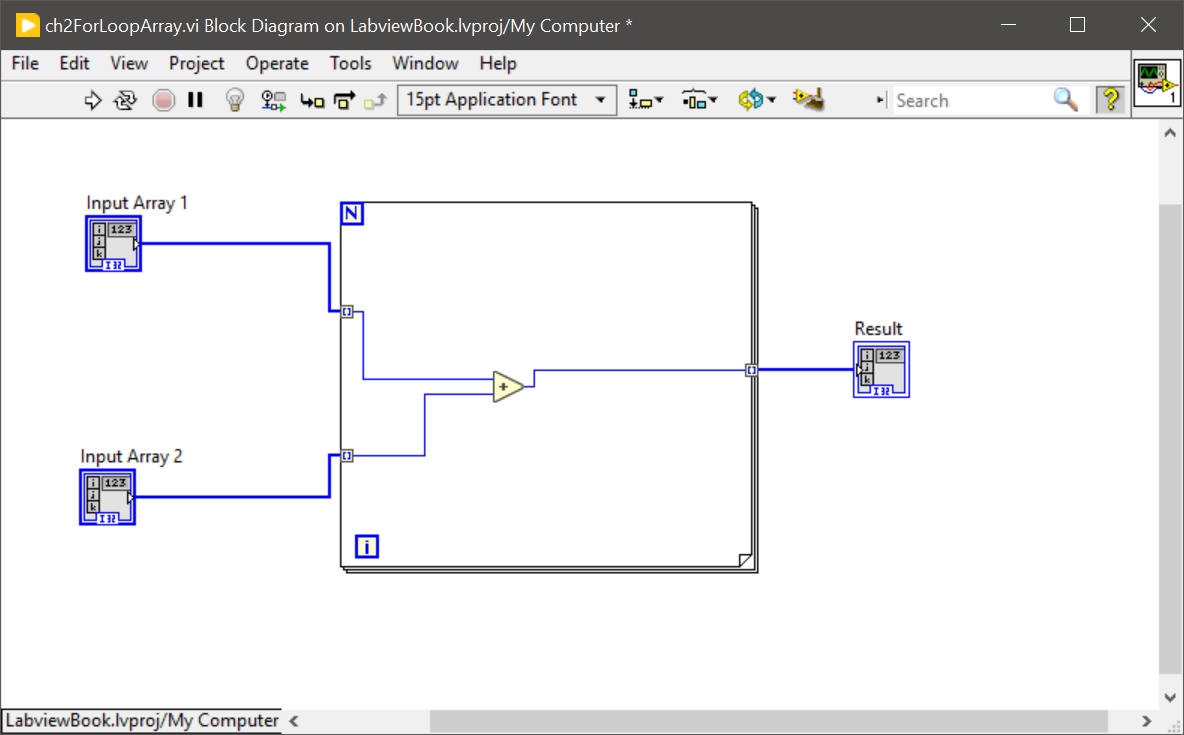 ch2ForLoopArray.vi Block Diagram on LabviewBook.lvproj/My Computer *
File Edit View Project Operate Tools Window Help
15pt Application Font
Search
?
1
Input Array 1
i 123
j
k
I32
N
Result
i 123
j
k
I32
+
Input Array 2
i 123
j
k
I32
i
LabviewBook.lvproj/My Computer